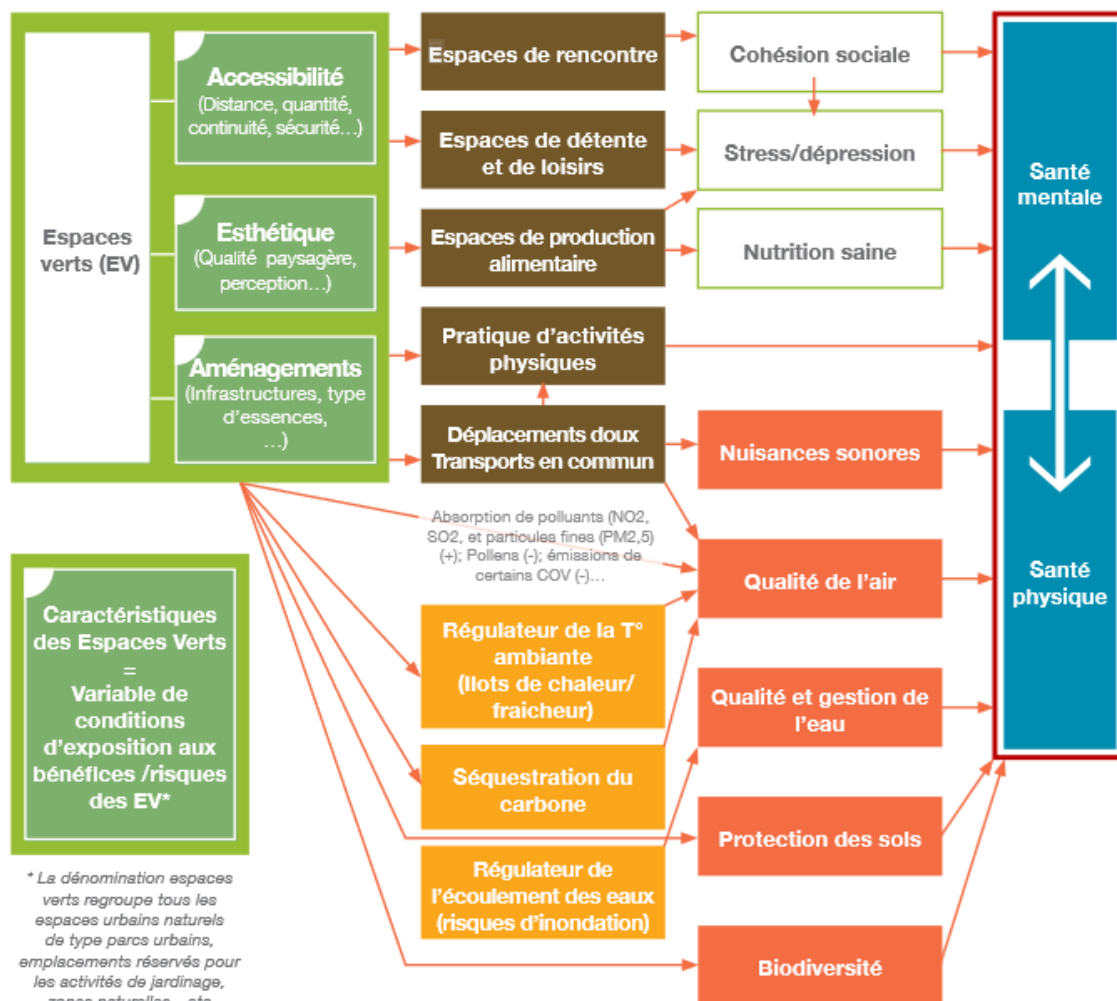 Espaces
verts (EV)
Accessibilité
(Distance, quantité,
continuité, sécurité…)
Esthétique
(Qualité paysagère,
perception…)
Aménagements
(Infrastructures, type
d'essences,
…)
Espaces de rencontre
Espaces de détente
et de loisirs
Espaces de production
alimentaire
Pratique d'activités
physiques
Déplacements doux
Transports en commun
Cohésion sociale
Stress/dépression
Nutrition saine
Nuisances sonores
Absorption de polluants (NO2,
SO2, et particules fines (PM2,5)
(+); Pollens (-); émissions de
certains COV (-)…
Qualité de l'air
Régulateur de la T°
ambiante
(Ilots de chaleur/
fraicheur)
Qualité et gestion de
l'eau
Séquestration du
carbone
Protection des sols
Régulateur de
l'écoulement des eaux
(risques d'inondation)
Biodiversité
Santé
mentale
Santé
physique
Caractéristiques
des Espaces Verts
=
Variable de
conditions
d'exposition aux
bénéfices /risques
des EV*
* La dénomination espaces
verts regroupe tous les
espaces urbains naturels
de type parcs urbains,
emplacements réservés pour
les activités de jardinage,
zones naturelles